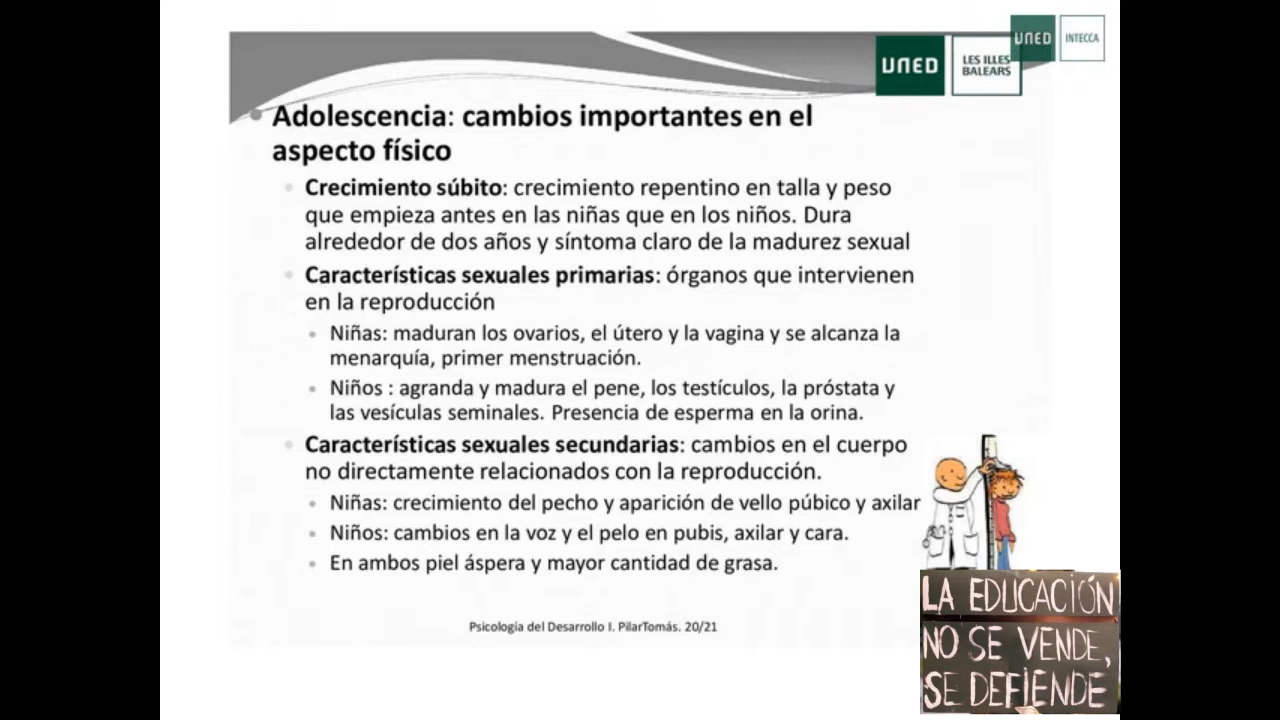 UNED
INTECCA
UNED
LES ILLES
BALEARS
Adolescencia: cambios importantes en el
aspecto físico
Crecimiento súbito: crecimiento repentino en talla y peso
que empieza antes en las niñas que en los niños. Dura
alrededor de dos años y síntoma claro de la madurez sexual
Características sexuales primarias: órganos que intervienen
en la reproducción
Niñas: maduran los ovarios, el útero y la vagina y se alcanza la
menarquía, primer menstruación.
Niños : agranda y madura el pene, los testículos, la próstata y
las vesículas seminales. Presencia de esperma en la orina.
Características sexuales secundarias: cambios en el cuerpo
no directamente relacionados con la reproducción.
Niñas: crecimiento del pecho y aparición de vello púbico y axilar
Niños: cambios en la voz y el pelo en pubis, axilar y cara.
En ambos piel áspera y mayor cantidad de grasa.
Psicología del Desarrollo I. PilarTomás. 20/21
LA EDUCACIÓN
NO SE VENDE,
SE DEFIENDE